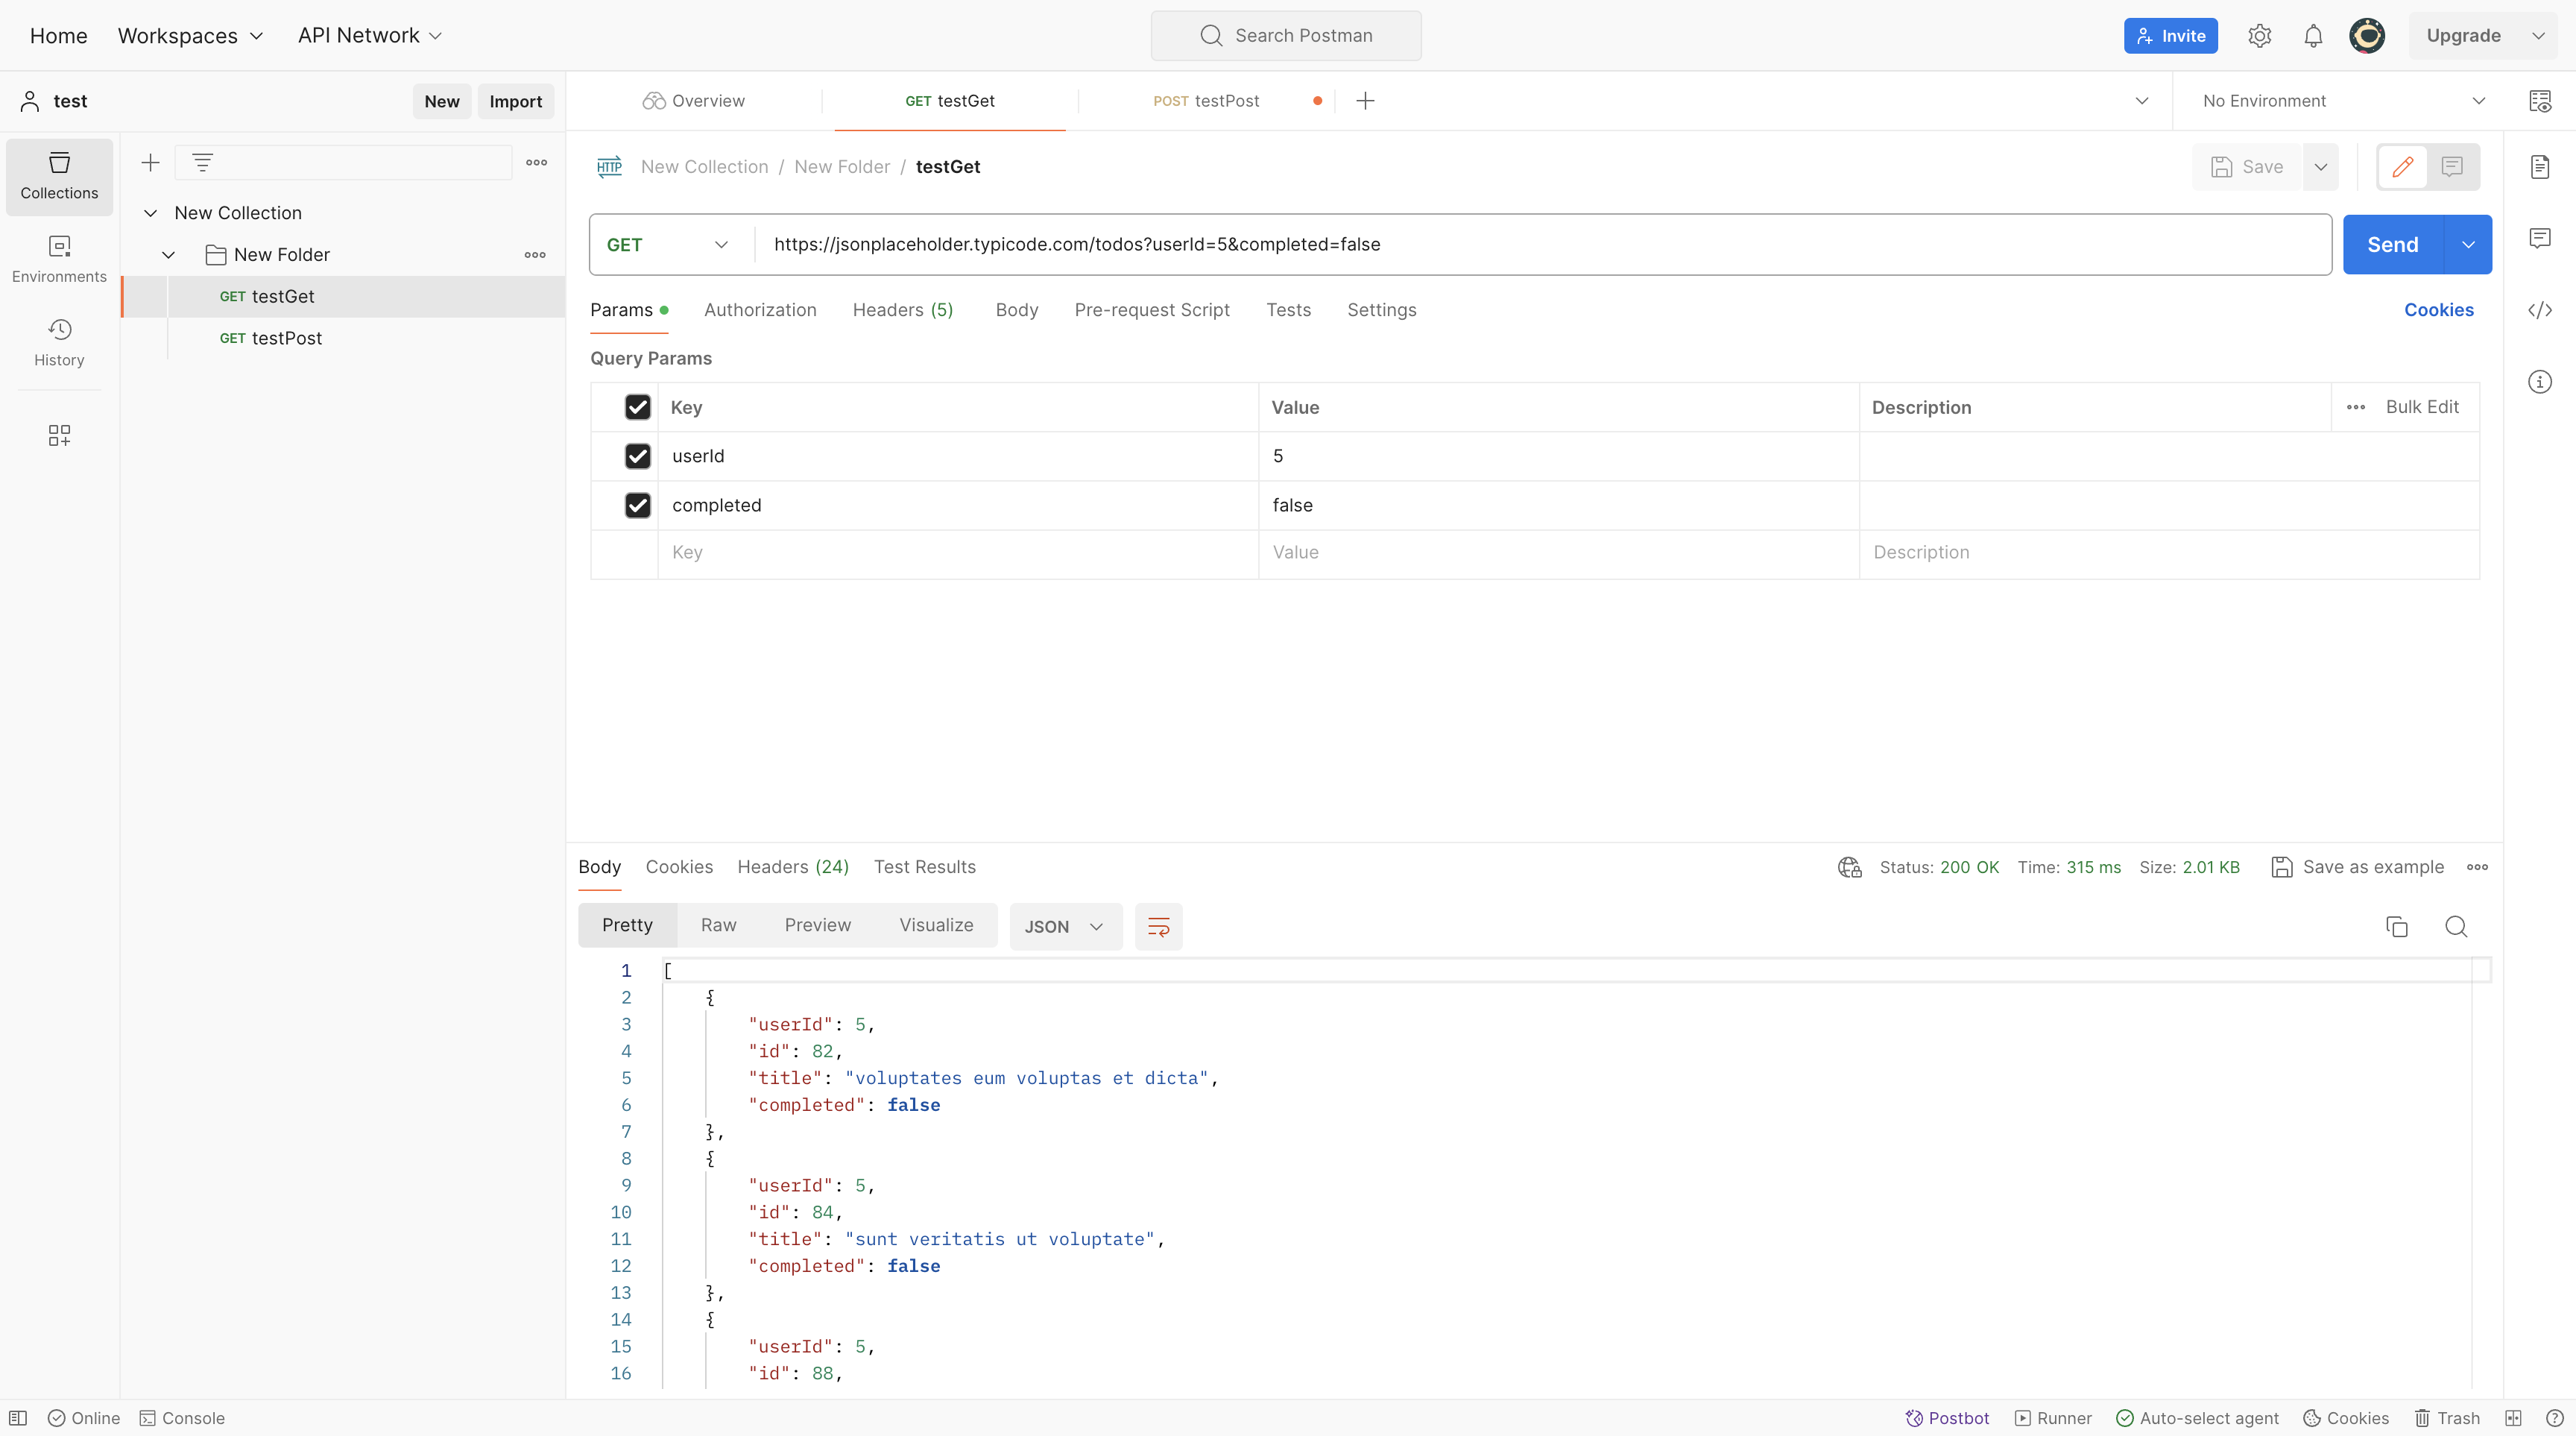 Home Workspaces API Network Search Postman Invite Upgrade
test New Import
Overview GET testGet POST testPost No Environment
Collections
Environments
History
New Collection
New Folder
GET testGet
GET testPost
HTTP New Collection / New Folder / testGet Save
GET https://jsonplaceholder.typicode.com/todos?userId=5&completed=false Send
Params Authorization Headers (5) Body Pre-request Script Tests Settings Cookies
Query Params
Key Value Description Bulk Edit
userId 5
completed false
Key Value Description
Body Cookies Headers (24) Test Results Status: 200 OK Time: 315 ms Size: 2.01 KB Save as example
Pretty Raw Preview Visualize JSON
1 [
2 {
3 "userId": 5,
4 "id": 82,
5 "title": "voluptates eum voluptas et dicta",
6 "completed": false
7 },
8 {
9 "userId": 5,
10 "id": 84,
11 "title": "sunt veritatis ut voluptate",
12 "completed": false
13 },
14 {
15 "userId": 5,
16 "id": 88,
Online Console Postbot Runner Auto-select agent Cookies Trash